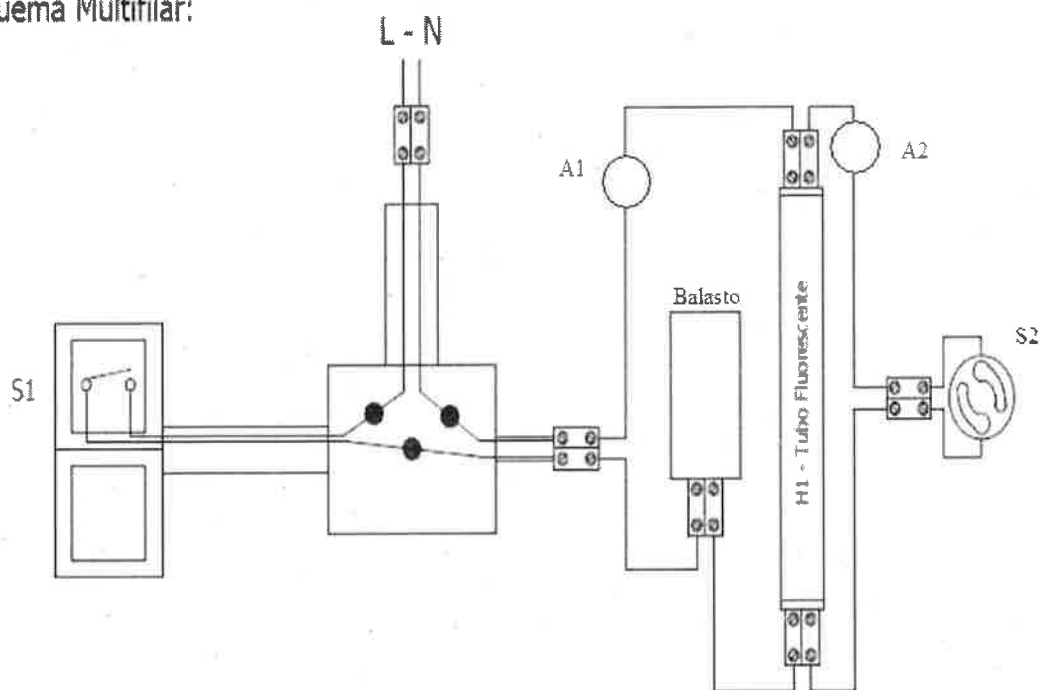 uema Multifilar:
L - N
A1
A2
Balasto
H1 - Tubo Fluorescente
S1
S2